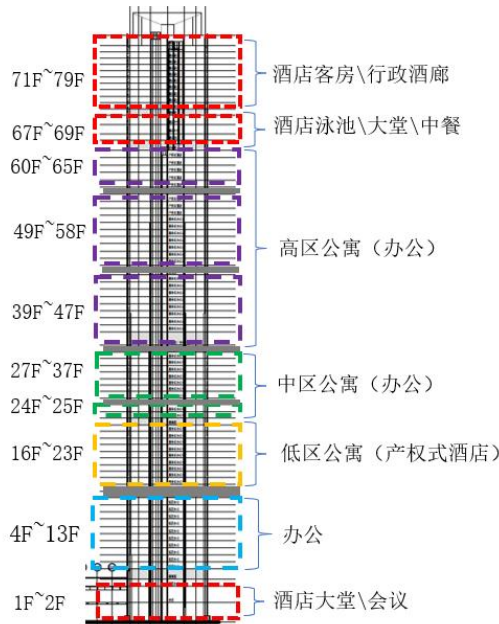 71F~79F
酒店客房\行政酒廊
67F~69F
酒店泳池\大堂\中餐
60F~65F
49F~58F
高区公寓（办公）
39F~47F
27F~37F
中区公寓（办公）
24F~25F
16F~23F
低区公寓（产权式酒店）
4F~13F
办公
1F~2F
酒店大堂\会议